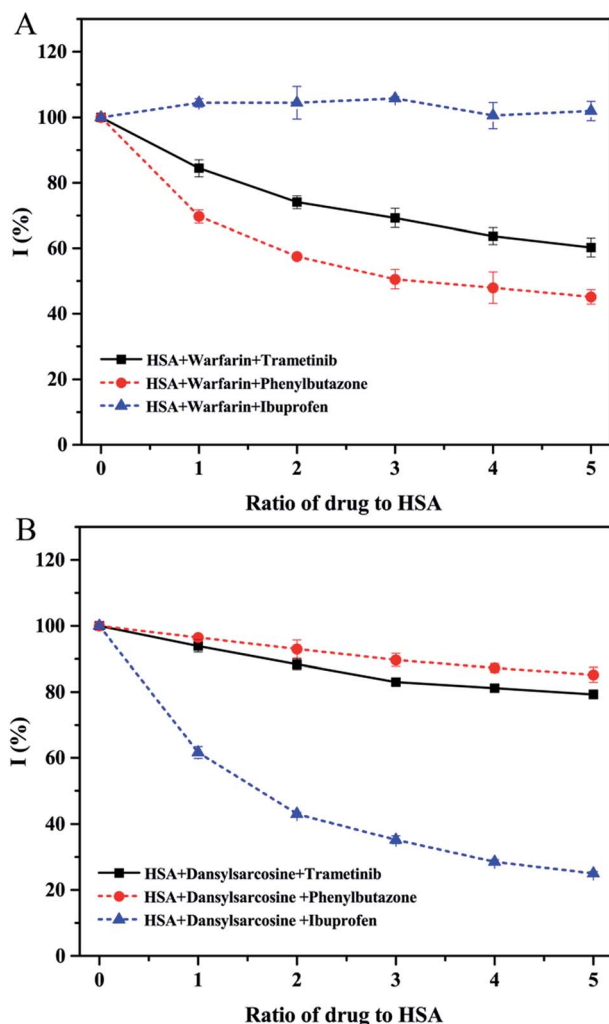 A
120
100
80
60
40
20
0
I (%)
HSA+Warfarin+Trametinib
HSA+Warfarin+Phenylbutazone
HSA+Warfarin+Ibuprofen
0 1 2 3 4 5
Ratio of drug to HSA
B
120
100
80
60
40
20
0
I (%)
HSA+Dansylsarcosine+Trametinib
HSA+Dansylsarcosine +Phenylbutazone
HSA+Dansylsarcosine +Ibuprofen
0 1 2 3 4 5
Ratio of drug to HSA